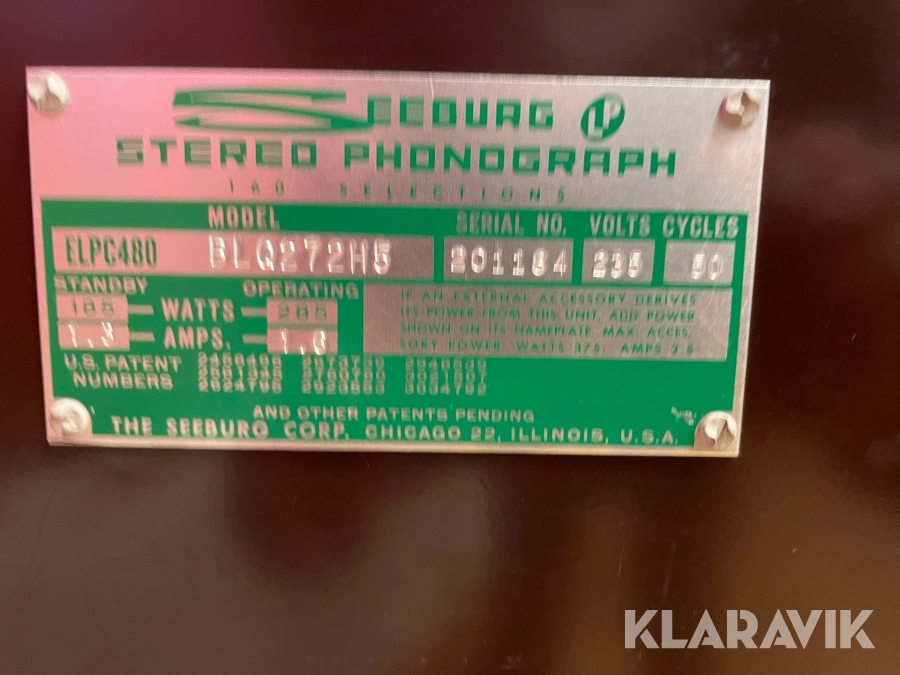 SEEBURG LP
STEREO PHONOGRAPH
160 SELECTIONS
MODEL SERIAL NO. VOLTS CYCLES
ELPC480 BLQ272H5 201184 235 50
STANDBY OPERATING
185 — WATTS — 285
1.3 — AMPS. — 1.6
IF AN EXTERNAL ACCESSORY DERIVES
ITS POWER FROM THIS UNIT, ADD POWER
SHOWN ON ITS NAMEPLATE. MAX. ACCES-
SORY POWER: WATTS 375, AMPS 2.5
U.S. PATENT
NUMBERS
2624798 2923553 3034792
AND OTHER PATENTS PENDING
THE SEEBURG CORP. CHICAGO 22, ILLINOIS, U.S.A.
KLARAVIK